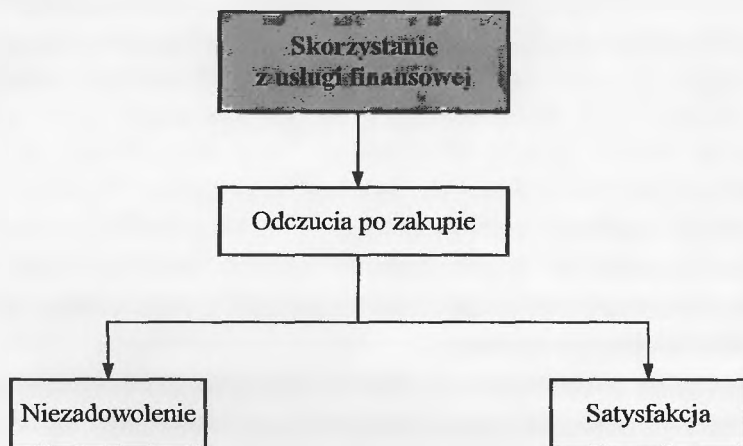 Skorzystanie
z usługi finansowej
Odczucia po zakupie
Niezadowolenie
Satysfakcja